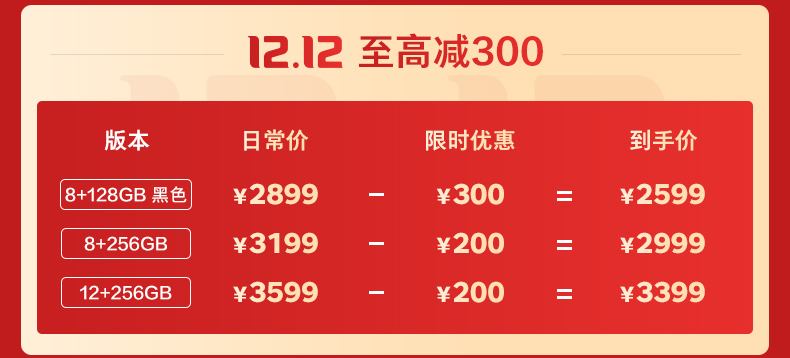 12.12 至高减300
版本 日常价 限时优惠 到手价
8+128GB 黑色 ¥2899 - ¥300 = ¥2599
8+256GB ¥3199 - ¥200 = ¥2999
12+256GB ¥3599 - ¥200 = ¥3399